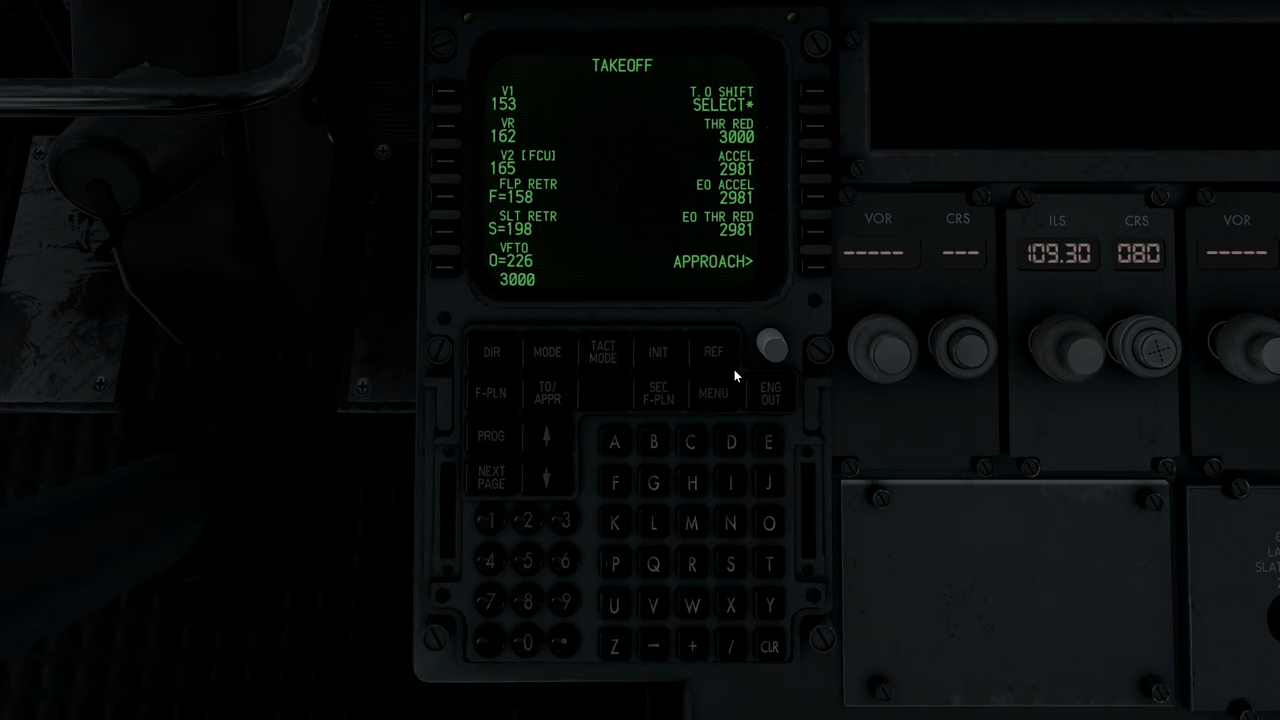 TAKEOFF
V1 T.O SHIFT
153 SELECT*
VR THR RED
162 3000
V2 [FCU] ACCEL
165 2981
FLP RETR EO ACCEL
F=158 2981
SLT RETR EO THR RED
S=198 2981
VFTO
O=226 APPROACH>
3000
VOR CRS ILS CRS VOR
----- --- 109.30 080 -----
DIR MODE TACT MODE INIT REF
F-PLN TO/APPR SEC F-PLN MENU ENG OUT
PROG
NEXT PAGE
A B C D E
F G H I J
1 2 3 K L M N O
4 5 6 P Q R S T
7 8 9 U V W X Y
0 Z - + / CLR